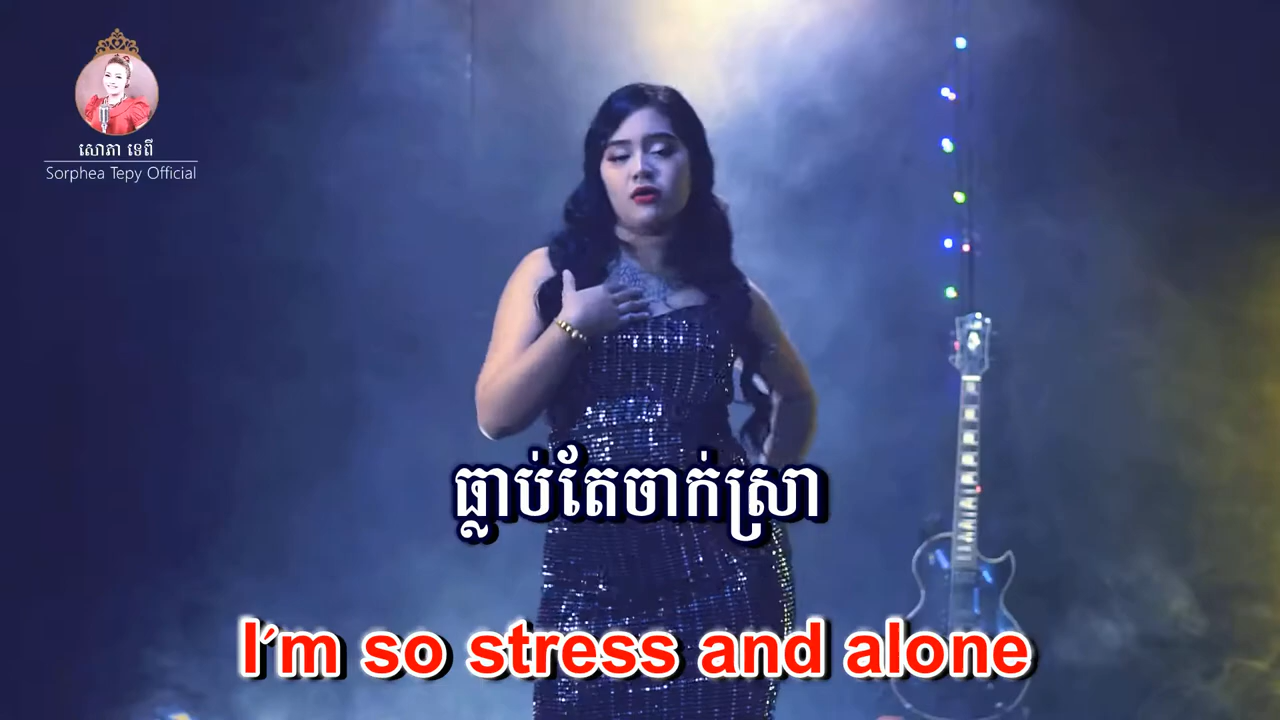 សោភា ទេពី
Sorphea Tepy Official
ធ្លាប់តែចាក់ស្រា
I´m so stress and alone